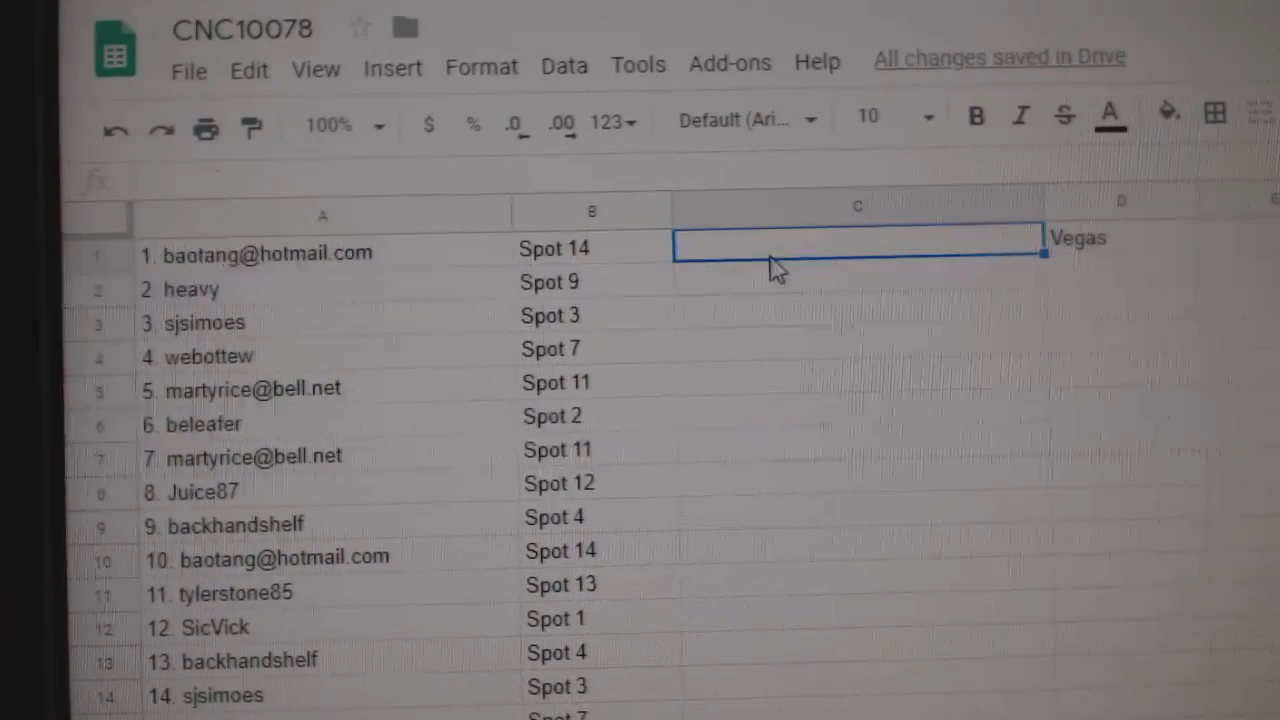 CNC10078
File Edit View Insert Format Data Tools Add-ons Help All changes saved in Drive
100% $ % .0 .00 123 Default (Ari... 10 B I S A
fx
A B C D
1 1. baotang@hotmail.com Spot 14 Vegas
2 2 heavy Spot 9
3 3. sjsimoes Spot 3
4 4. webottew Spot 7
5 5. martyrice@bell.net Spot 11
6 6. beleafer Spot 2
7 7. martyrice@bell.net Spot 11
8 8. Juice87 Spot 12
9 9. backhandshelf Spot 4
10 10. baotang@hotmail.com Spot 14
11 11. tylerstone85 Spot 13
12 12. SicVick Spot 1
13 13. backhandshelf Spot 4
14 14. sjsimoes Spot 3
Spot 7